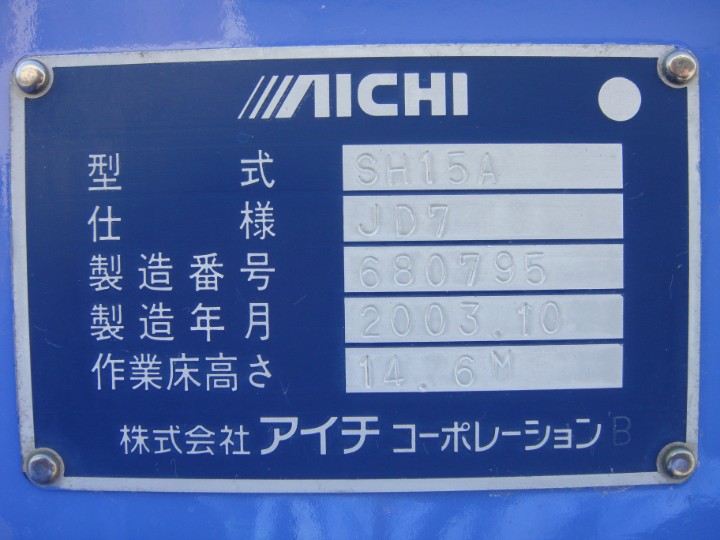 AICHI
型式 SH15A
仕様 JD7
製造番号 680795
製造年月 2003.10
作業床高さ 14.6M
株式会社 アイチ コーポレーション B